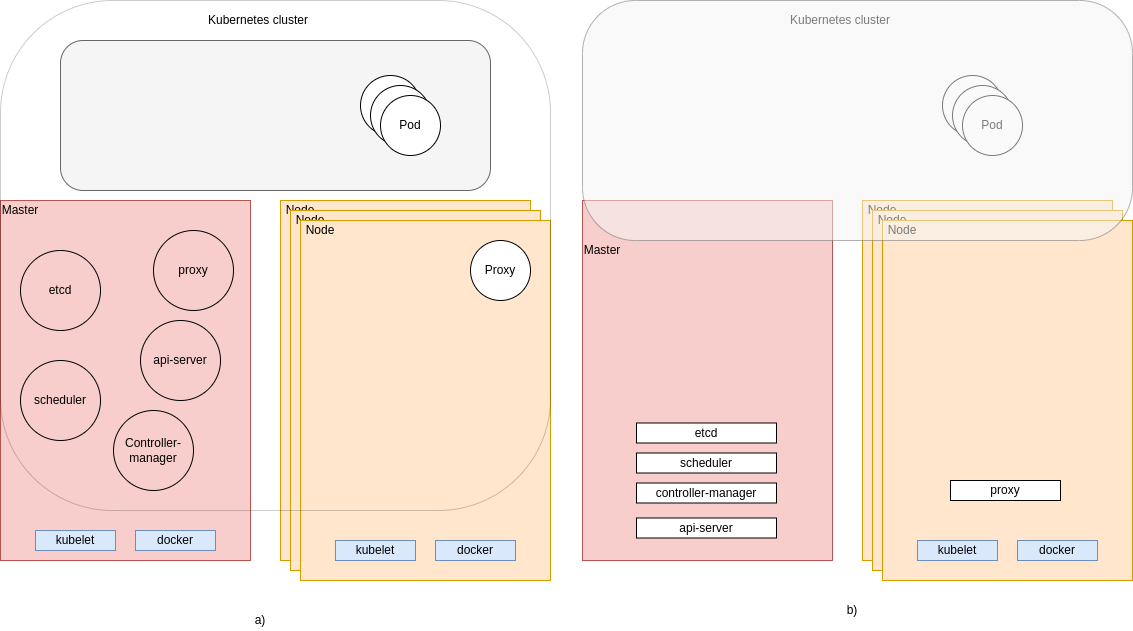 Kubernetes cluster
Pod
Master
proxy
etcd
api-server
scheduler
Controller-
manager
kubelet
docker
Node
Node
Node
Proxy
kubelet
docker
a)
Kubernetes cluster
Pod
Master
etcd
scheduler
controller-manager
api-server
Node
Node
Node
proxy
kubelet
docker
b)